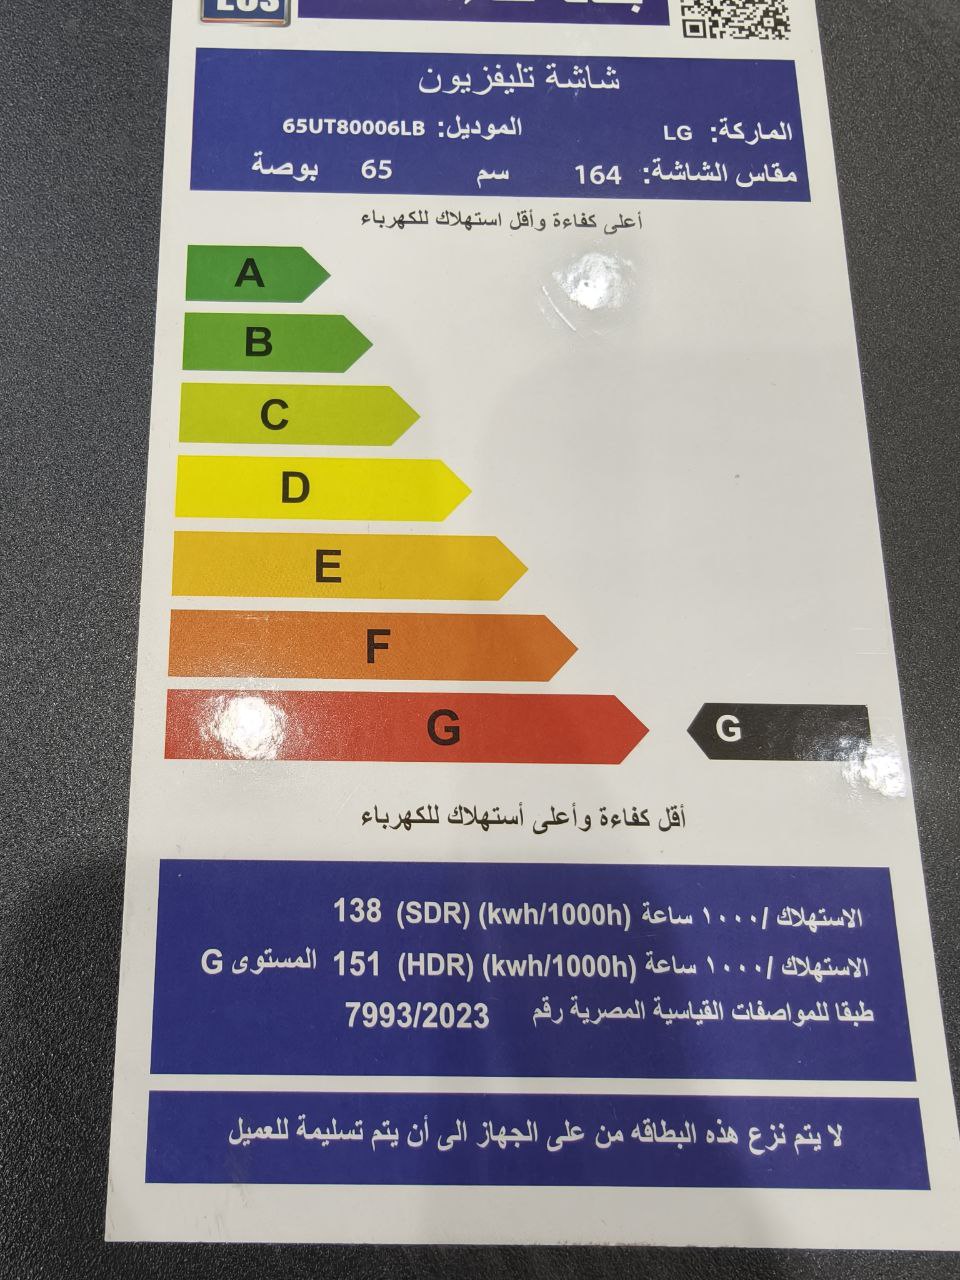 EOS
شاشة تليفزيون
الماركة: LG الموديل: 65UT80006LB
مقاس الشاشة: 164 سم 65 بوصة
أعلى كفاءة وأقل استهلاك للكهرباء
A
B
C
D
E
F
G G
أقل كفاءة وأعلى أستهلاك للكهرباء
الاستهلاك /١٠٠٠ ساعة (kwh/1000h) (SDR) 138
الاستهلاك /١٠٠٠ ساعة (kwh/1000h) (HDR) 151 المستوى G
طبقا للمواصفات القياسية المصرية رقم 7993/2023
لا يتم نزع هذه البطاقه من على الجهاز الى أن يتم تسليمة للعميل